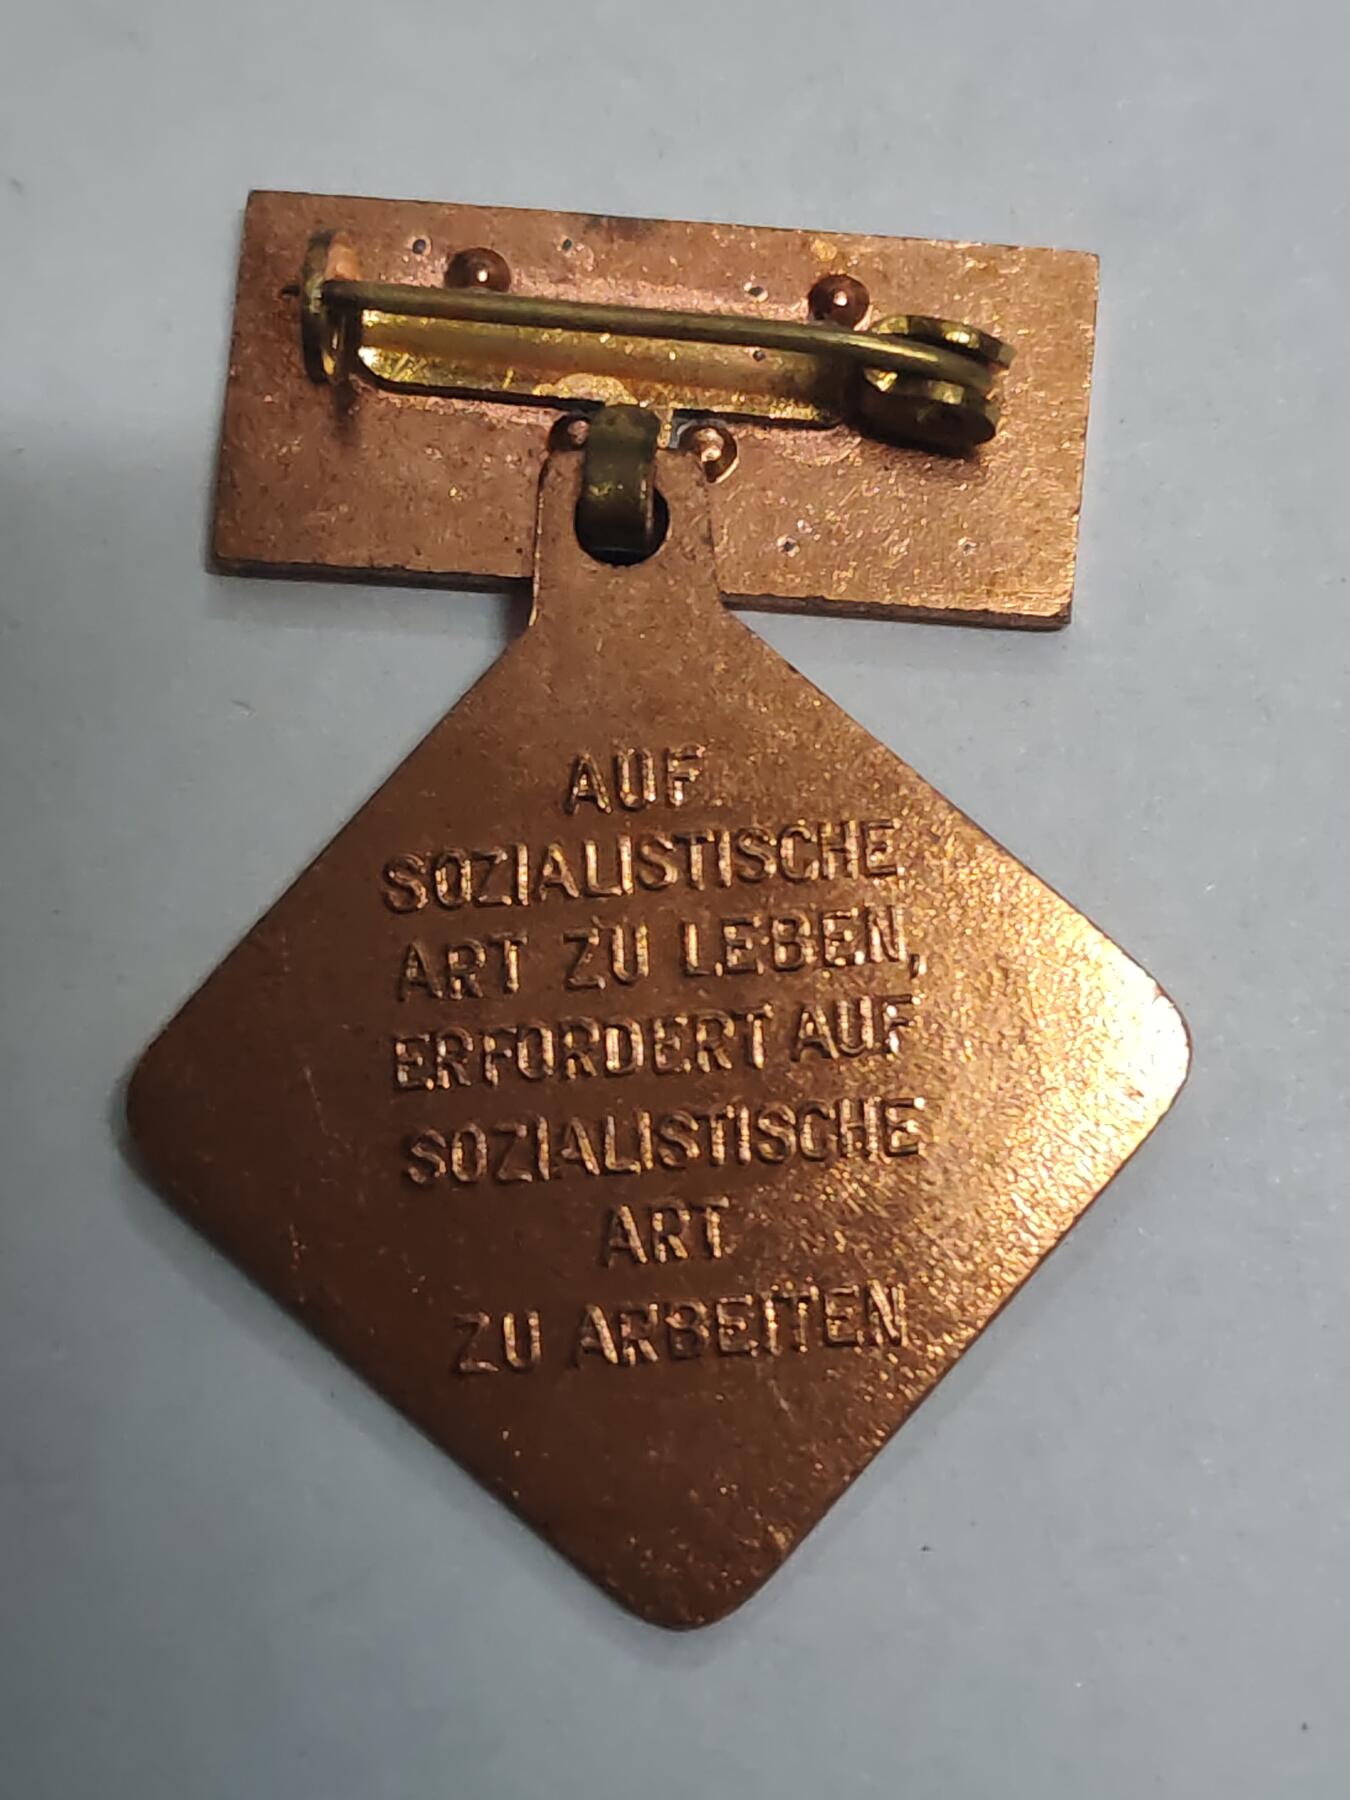 AUF
SOZIALISTISCHE
ART ZU LEBEN,
ERFORDERT AUF
SOZIALISTISCHE
ART
ZU ARBEITEN